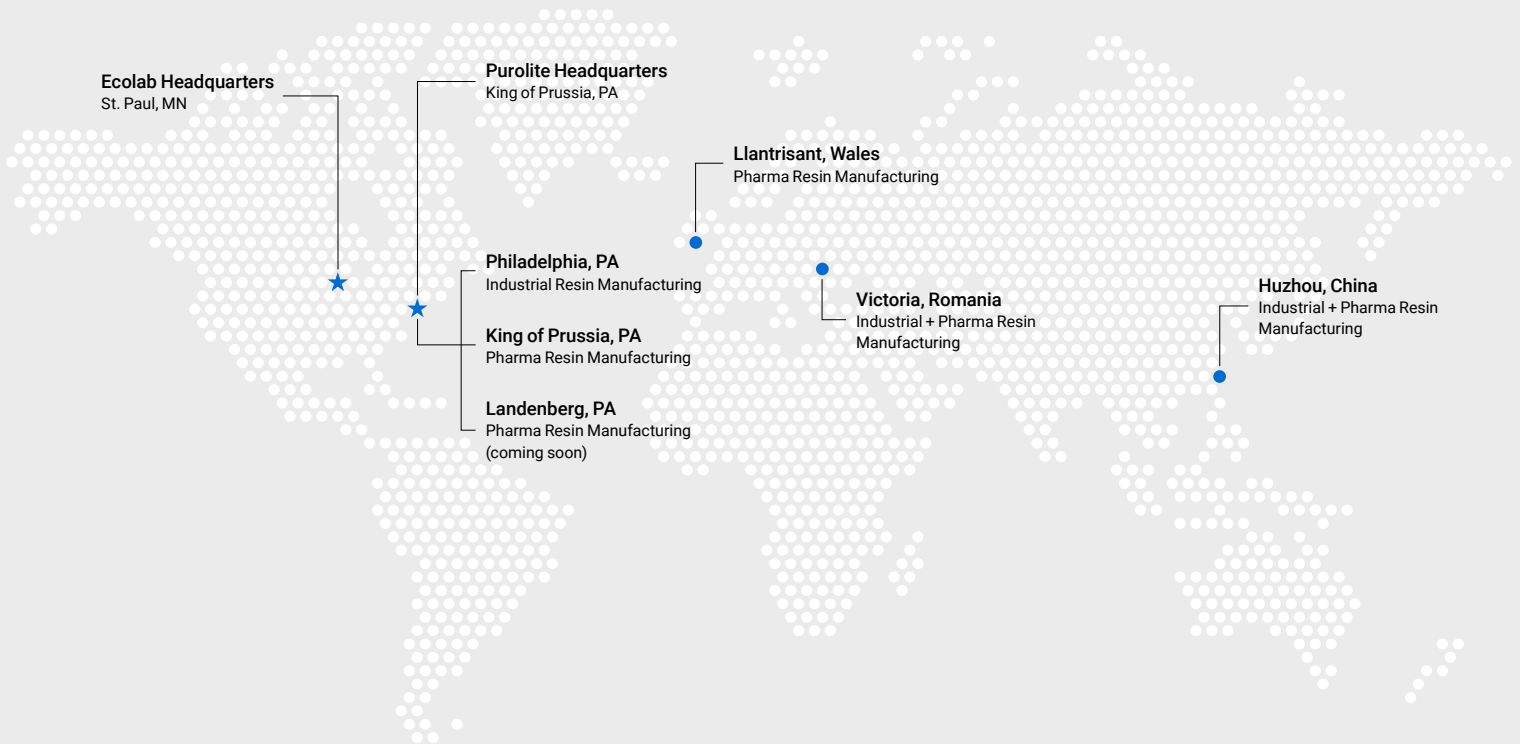 Ecolab Headquarters
St. Paul, MN
Purolite Headquarters
King of Prussia, PA
Llantrisant, Wales
Pharma Resin Manufacturing
Philadelphia, PA
Industrial Resin Manufacturing
King of Prussia, PA
Pharma Resin Manufacturing
Landenberg, PA
Pharma Resin Manufacturing
(coming soon)
Victoria, Romania
Industrial + Pharma Resin
Manufacturing
Huzhou, China
Industrial + Pharma Resin
Manufacturing